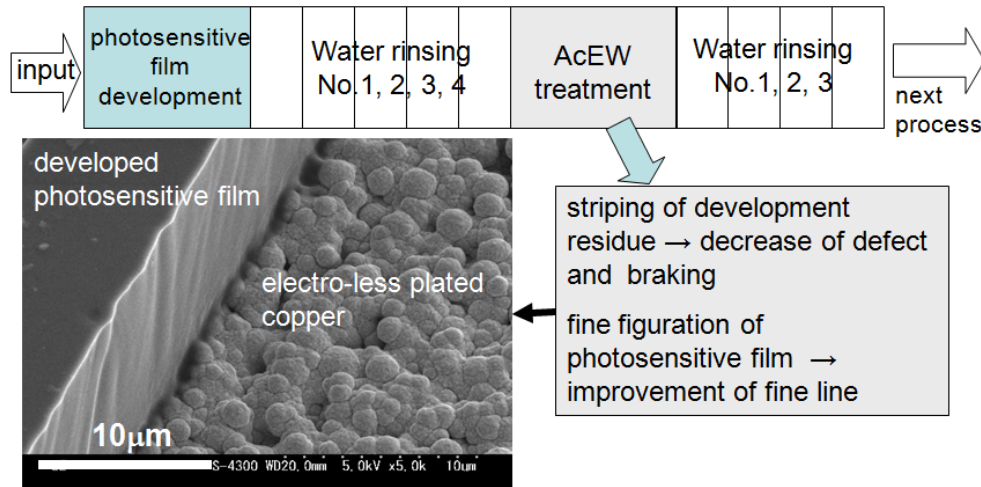 input
photosensitive
film
development
Water rinsing
No.1, 2, 3, 4
AcEW
treatment
Water rinsing
No.1, 2, 3
next
process
developed
photosensitive film
electro-less plated
copper
10μm
S-4300 WD20.0mm 5.0kV x5.0k 10μm
striping of development
residue → decrease of defect
and braking
fine figuration of
photosensitive film →
improvement of fine line